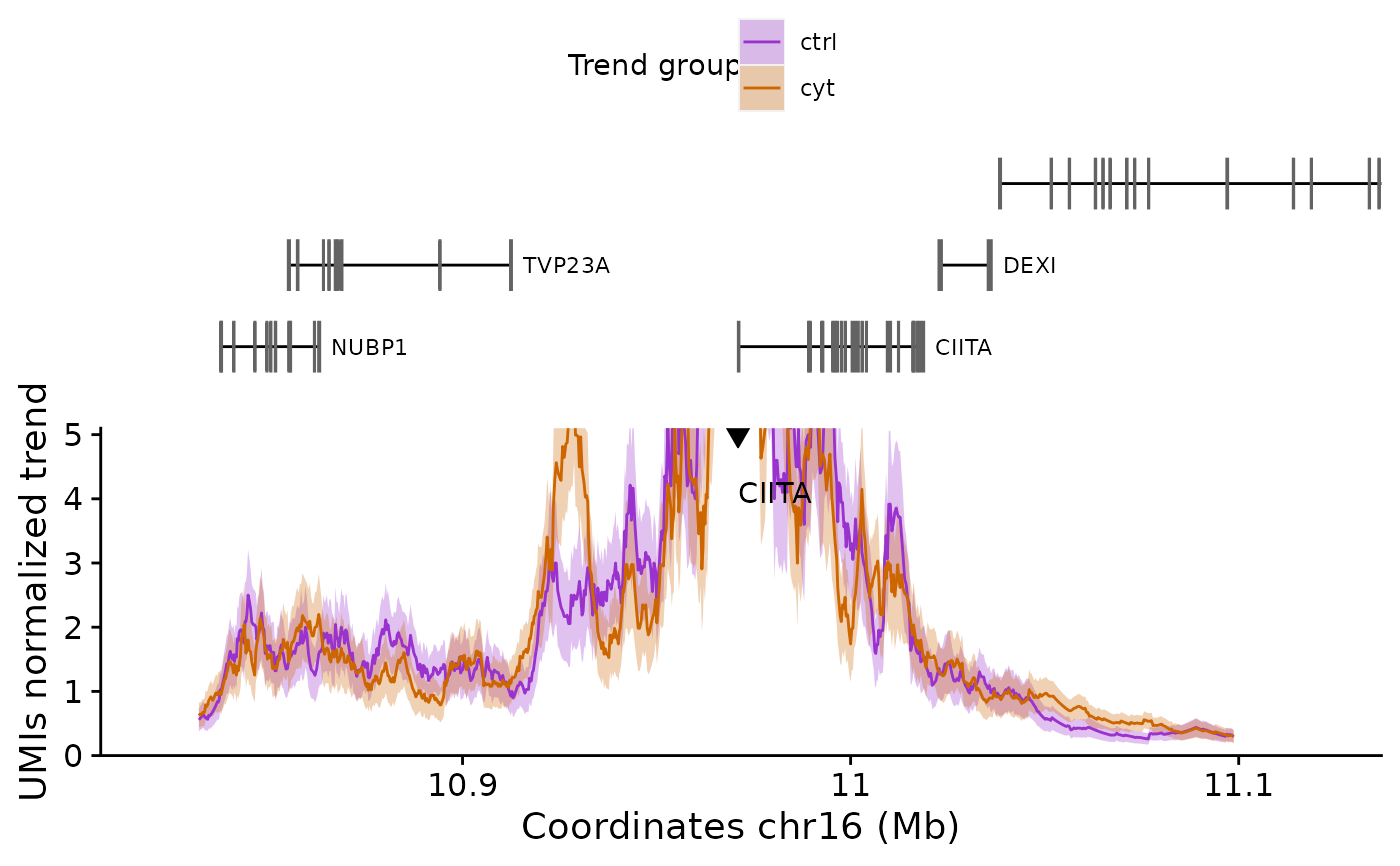 Trend group
ctrl
cyt
TVP23A
DEXI
NUBP1
CIITA
UMIs normalized trend
5
4
3
2
1
0
CIITA
10.9
11
11.1
Coordinates chr16 (Mb)